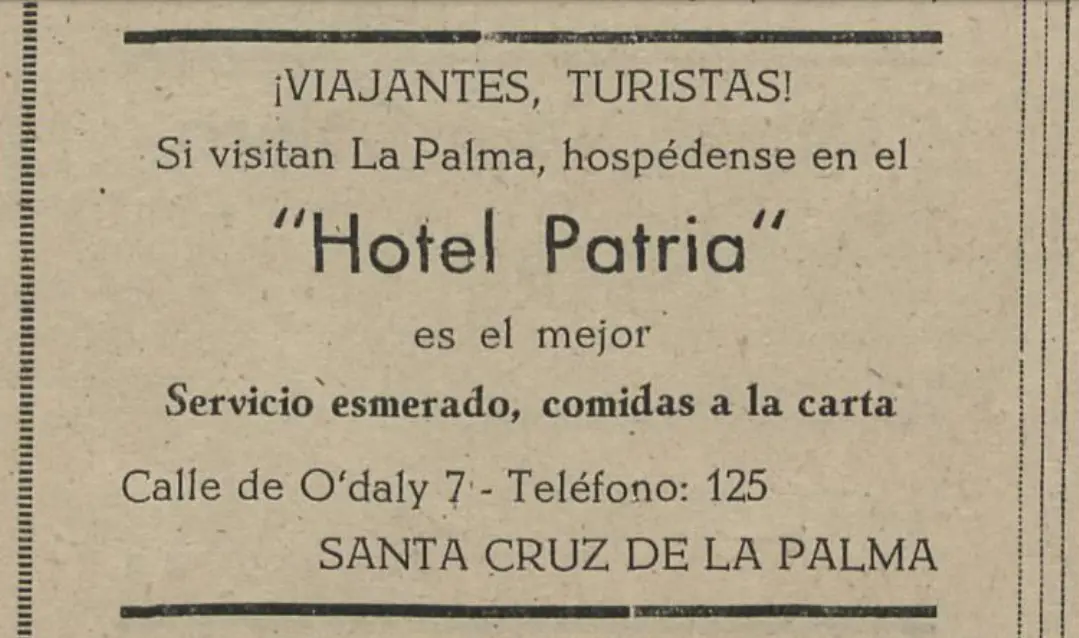 ¡VIAJANTES, TURISTAS!
Si visitan La Palma, hospédense en el
"Hotel Patria"
es el mejor
Servicio esmerado, comidas a la carta
Calle de O'daly 7 - Teléfono: 125
SANTA CRUZ DE LA PALMA